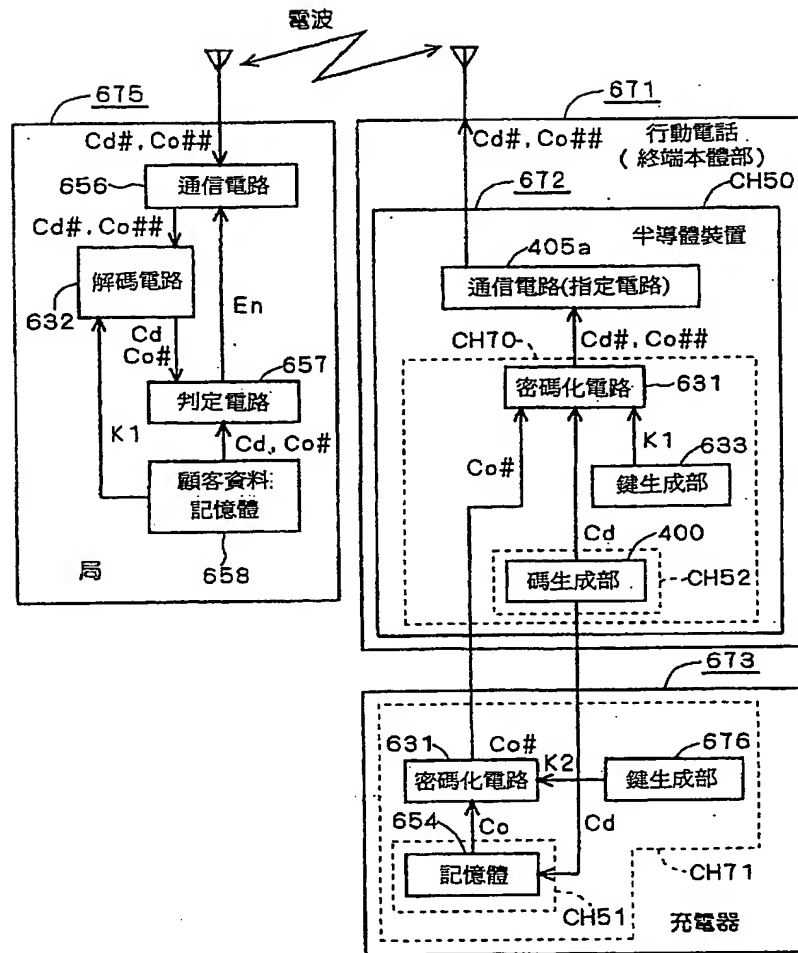 電波
675
Cd#, Co##
656
通信電路
Cd#, Co##
解碼電路
632
Cd
Co#
En
657
判定電路
K1
Cd, Co#
顧客資料
記憶體
局
658
671
行動電話
(終端本體部)
Cd#, Co##
672
CH50
半導體裝置
405a
通信電路(指定電路)
CH70
Cd#, Co##
密碼化電路
631
K1
633
Co#
鍵生成部
Cd
400
碼生成部
CH52
673
631
Co#
K2
676
密碼化電路
鍵生成部
654
Co
Cd
記憶體
CH71
CH51
充電器